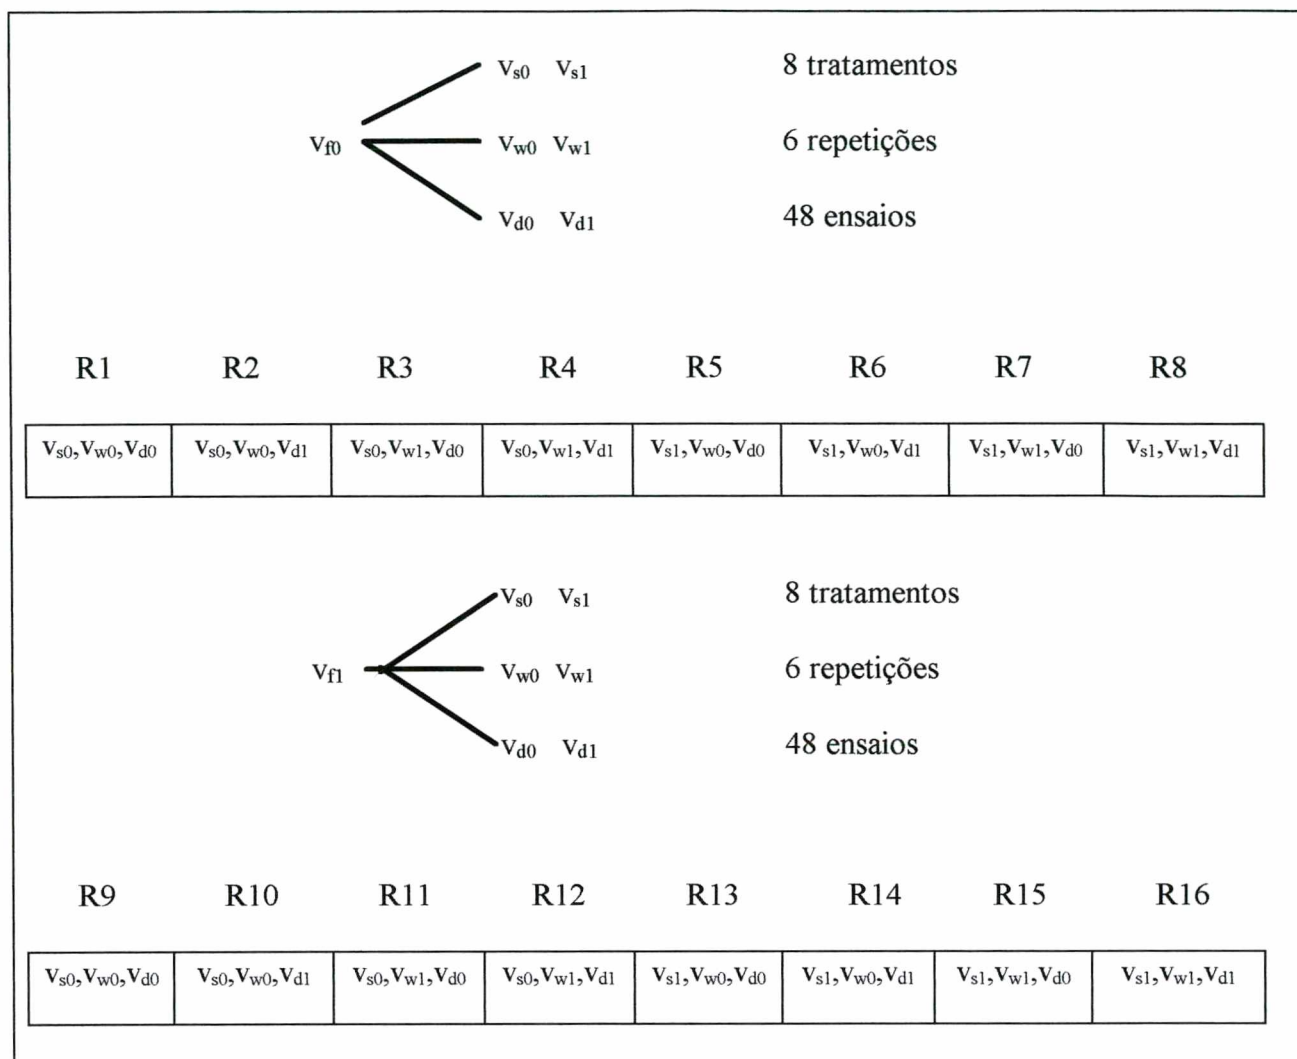 Vs0 Vs1 8 tratamentos
Vf0 Vw0 Vw1 6 repetições
Vd0 Vd1 48 ensaios
R1 R2 R3 R4 R5 R6 R7 R8
Vs0,Vw0,Vd0 Vs0,Vw0,Vd1 Vs0,Vw1,Vd0 Vs0,Vw1,Vd1 Vs1,Vw0,Vd0 Vs1,Vw0,Vd1 Vs1,Vw1,Vd0 Vs1,Vw1,Vd1
Vs0 Vs1 8 tratamentos
Vf1 Vw0 Vw1 6 repetições
Vd0 Vd1 48 ensaios
R9 R10 R11 R12 R13 R14 R15 R16
Vs0,Vw0,Vd0 Vs0,Vw0,Vd1 Vs0,Vw1,Vd0 Vs0,Vw1,Vd1 Vs1,Vw0,Vd0 Vs1,Vw0,Vd1 Vs1,Vw1,Vd0 Vs1,Vw1,Vd1